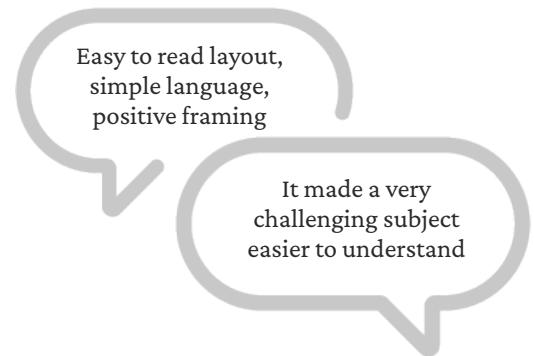 Easy to read layout,
simple language,
positive framing
It made a very
challenging subject
easier to understand